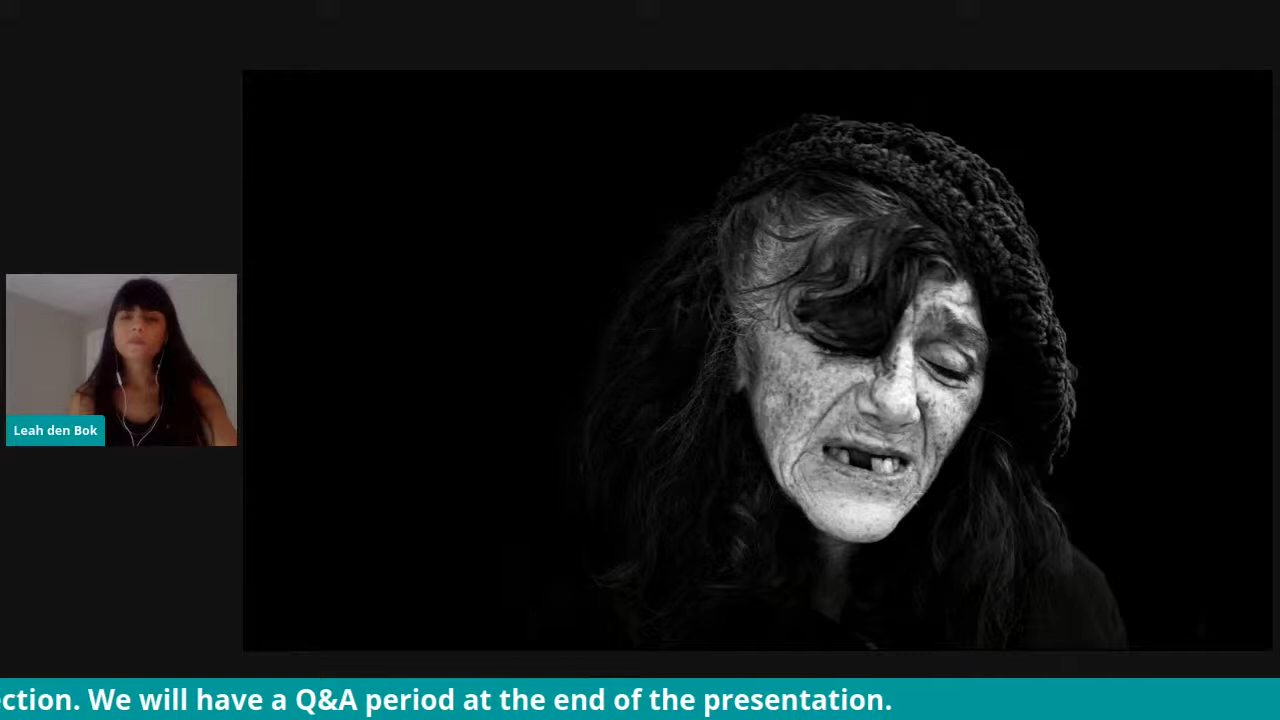 Leah den Bok
ction. We will have a Q&A period at the end of the presentation.